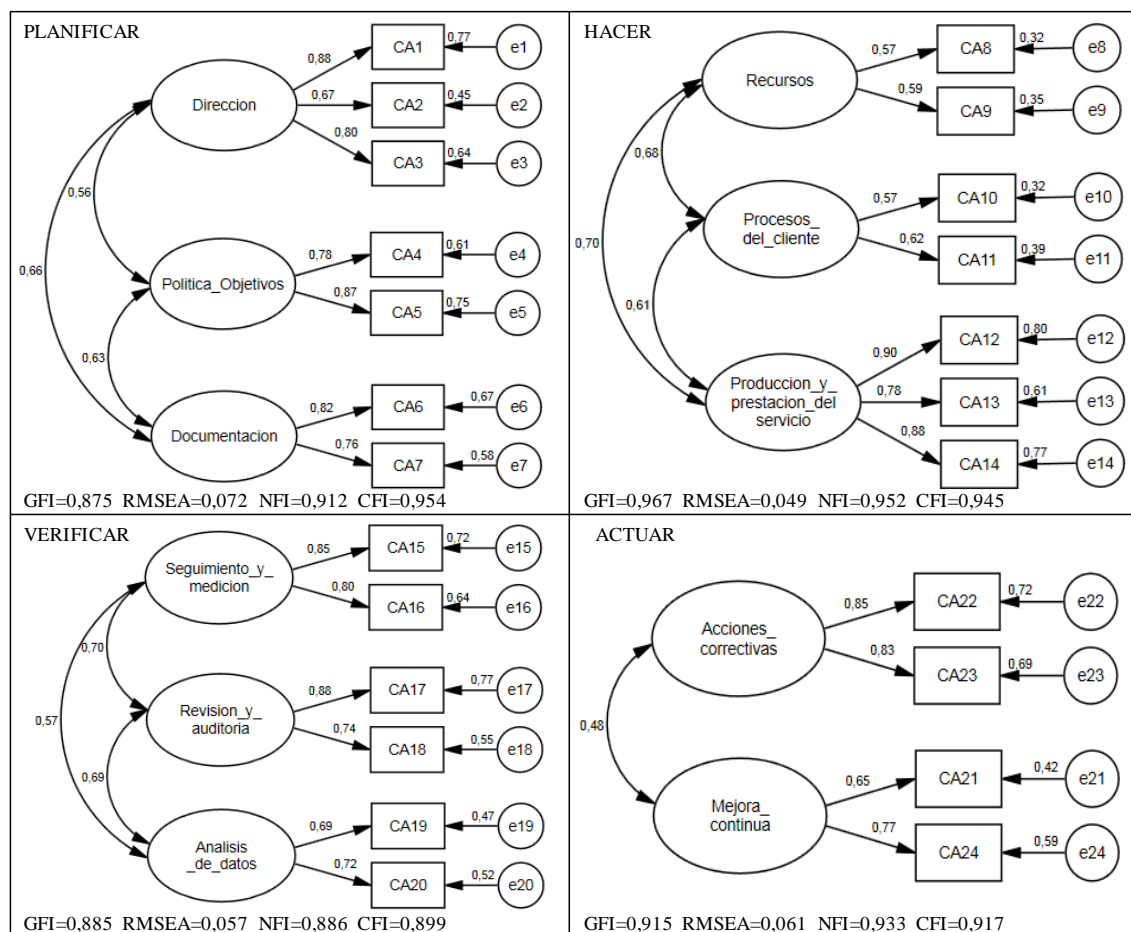 PLANIFICAR
Direccion
0,88
0,67
0,80
CA1
0,77
e1
CA2
0,45
e2
CA3
0,64
e3
0,56
0,66
Politica_Objetivos
0,78
0,87
CA4
0,61
e4
CA5
0,75
e5
0,63
Documentacion
0,82
0,76
CA6
0,67
e6
CA7
0,58
e7
GFI=0,875 RMSEA=0,072 NFI=0,912 CFI=0,954
HACER
Recursos
0,57
0,59
CA8
0,32
e8
CA9
0,35
e9
0,68
0,70
Procesos_
del_cliente
0,57
0,62
CA10
0,32
e10
CA11
0,39
e11
0,61
Produccion_y_
prestacion_del
servicio
0,90
0,78
0,88
CA12
0,80
e12
CA13
0,61
e13
CA14
0,77
e14
GFI=0,967 RMSEA=0,049 NFI=0,952 CFI=0,945
VERIFICAR
Seguimiento_y_
medicion
0,85
0,80
CA15
0,72
e15
CA16
0,64
e16
0,70
0,57
Revision_y_
auditoria
0,88
0,74
CA17
0,77
e17
CA18
0,55
e18
0,69
Analisis
_de_datos
0,69
0,72
CA19
0,47
e19
CA20
0,52
e20
GFI=0,885 RMSEA=0,057 NFI=0,886 CFI=0,899
ACTUAR
Acciones_
correctivas
0,85
0,83
CA22
0,72
e22
CA23
0,69
e23
0,48
Mejora_
continua
0,65
0,77
CA21
0,42
e21
CA24
0,59
e24
GFI=0,915 RMSEA=0,061 NFI=0,933 CFI=0,917